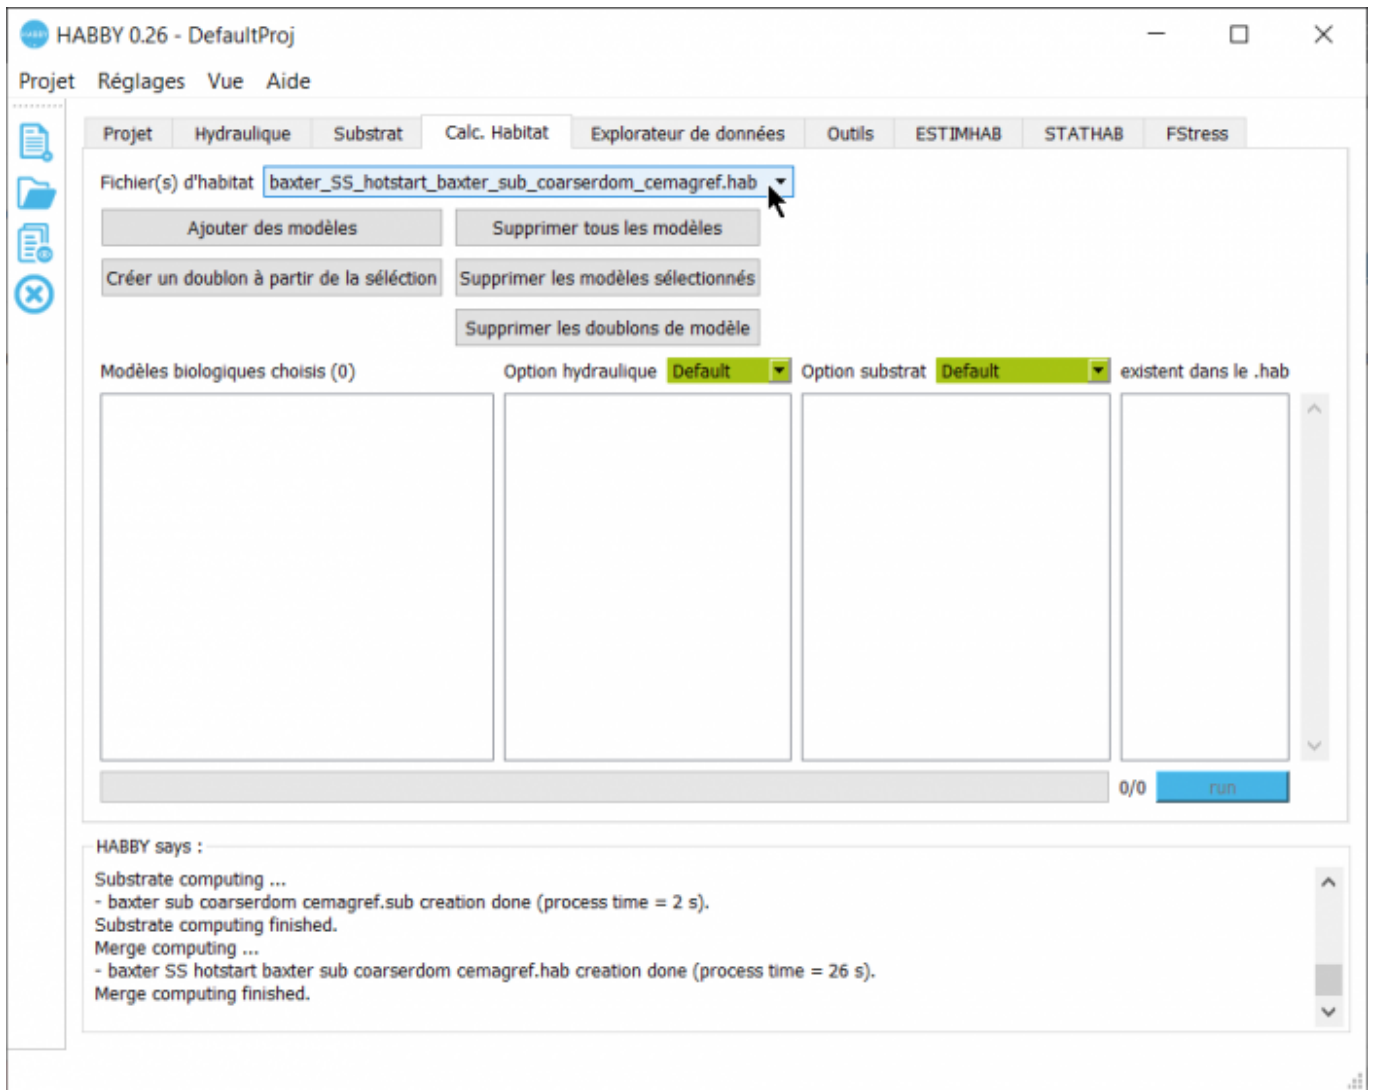 HABBY 0.26 - DefaultProj
Projet Réglages Vue Aide
Projet Hydraulique Substrat Calc. Habitat Explorateur de données Outils ESTIMHAB STATHAB FStress
Fichier(s) d'habitat baxter_SS_hotstart_baxter_sub_coarserdom_cemagref.hab
Ajouter des modèles Supprimer tous les modèles
Créer un doublon à partir de la séléction Supprimer les modèles sélectionnés
Supprimer les doublons de modèle
Modèles biologiques choisis (0) Option hydraulique Default Option substrat Default existent dans le .hab
0/0 run
HABBY says :
Substrate computing ...
- baxter sub coarserdom cemagref.sub creation done (process time = 2 s).
Substrate computing finished.
Merge computing ...
- baxter SS hotstart baxter sub coarserdom cemagref.hab creation done (process time = 26 s).
Merge computing finished.